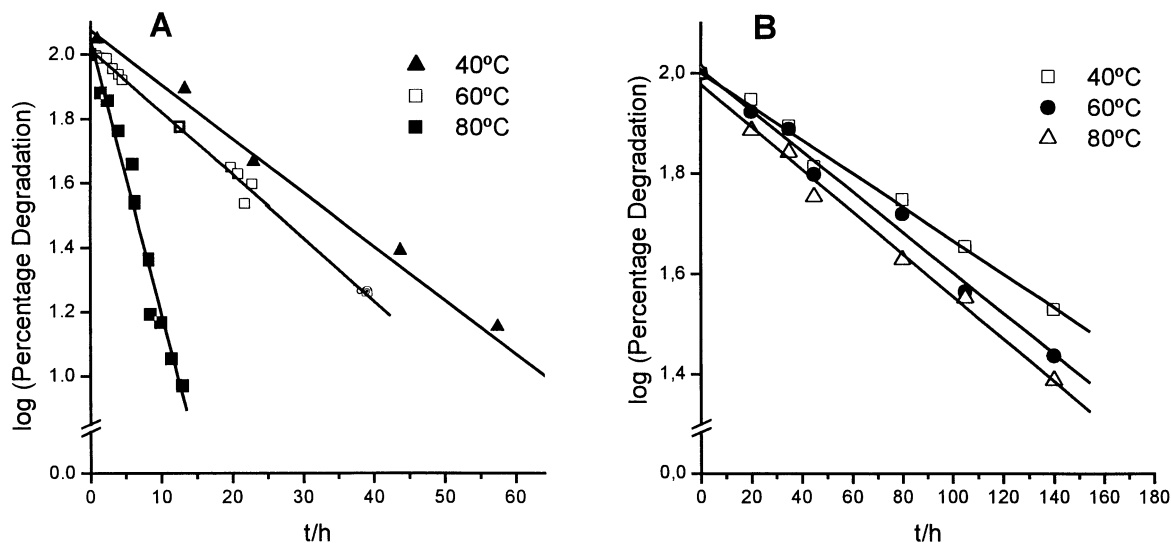 A
40ºC
60ºC
80ºC
log (Percentage Degradation)
2.0
1.8
1.6
1.4
1.2
1.0
0.0
0 10 20 30 40 50 60
t/h
B
40ºC
60ºC
80ºC
log (Percentage Degradation)
2,0
1,8
1,6
1,4
0,0
0 20 40 60 80 100 120 140 160 180
t/h